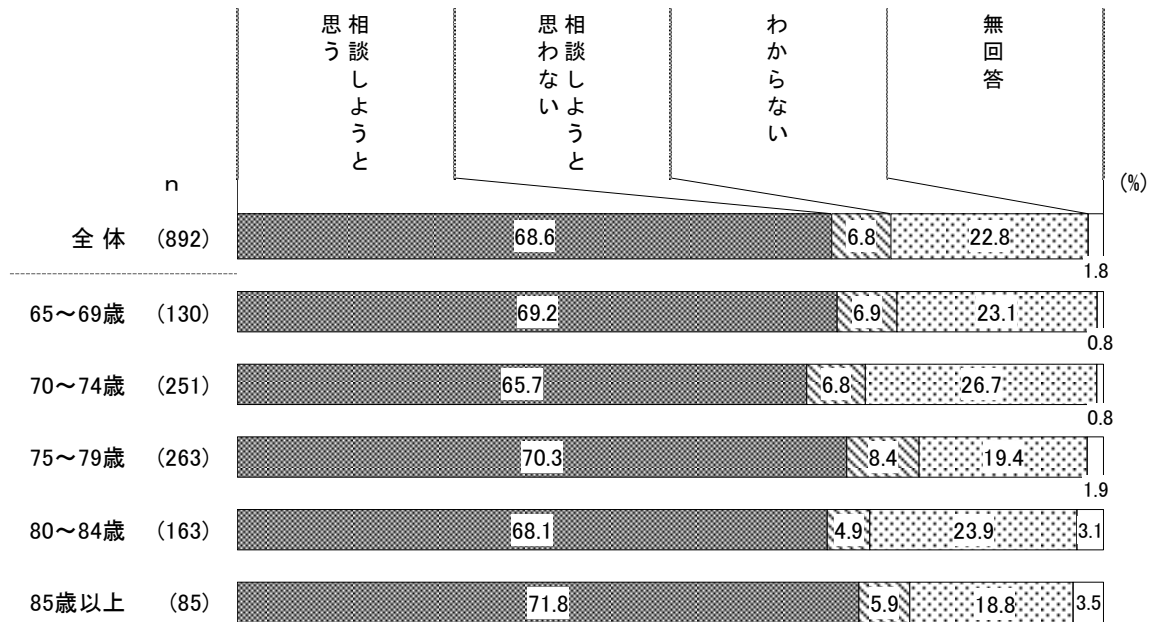 相談しようと
思う
相談しようと
思わない
わからない
無回答
n
(%)
全 体 (892) 68.6 6.8 22.8 1.8
65～69歳 (130) 69.2 6.9 23.1 0.8
70～74歳 (251) 65.7 6.8 26.7 0.8
75～79歳 (263) 70.3 8.4 19.4 1.9
80～84歳 (163) 68.1 4.9 23.9 3.1
85歳以上 (85) 71.8 5.9 18.8 3.5